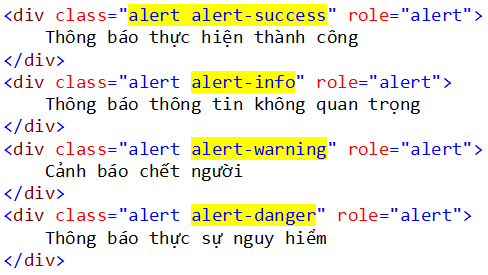 <div class="alert alert-success" role="alert">
Thông báo thực hiện thành công
</div>
<div class="alert alert-info" role="alert">
Thông báo thông tin không quan trọng
</div>
<div class="alert alert-warning" role="alert">
Cảnh báo chết người
</div>
<div class="alert alert-danger" role="alert">
Thông báo thực sự nguy hiểm
</div>